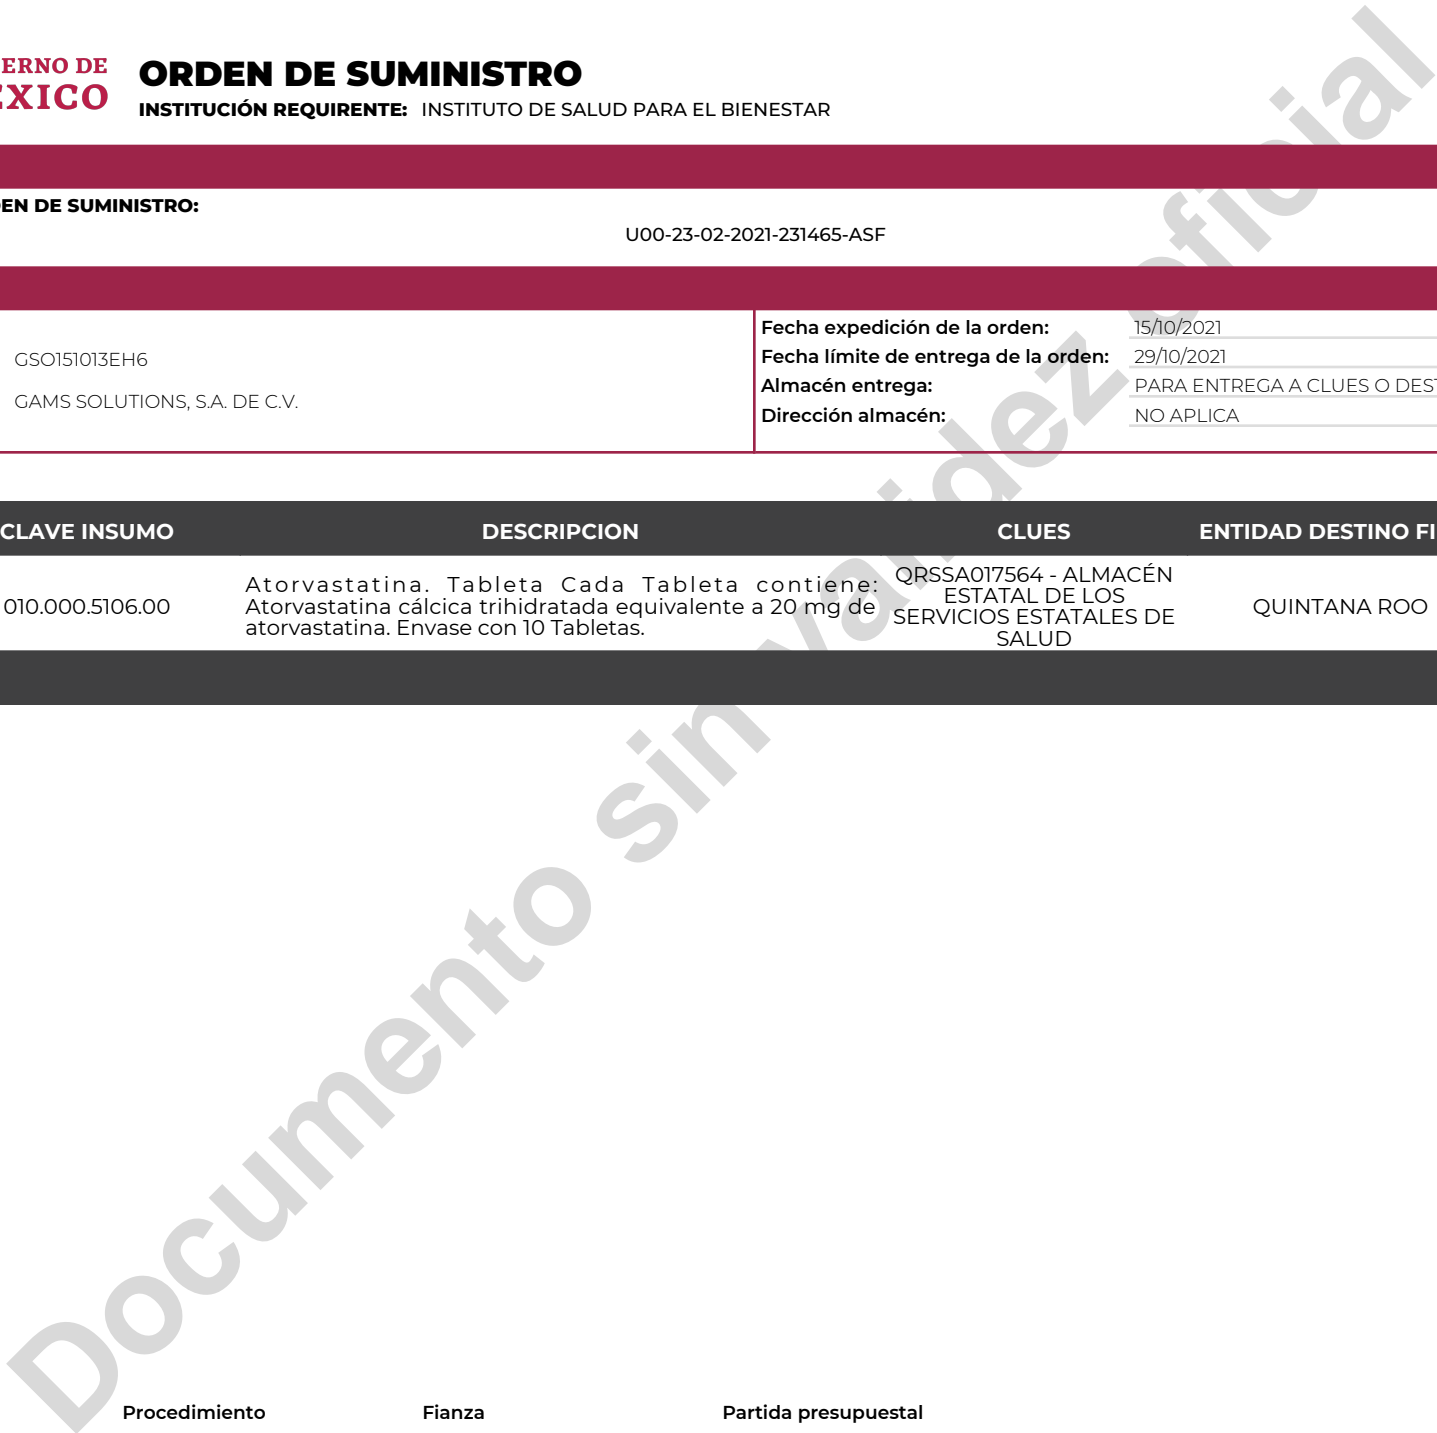 ERNO DE
EXICO
ORDEN DE SUMINISTRO
INSTITUCIÓN REQUIRENTE: INSTITUTO DE SALUD PARA EL BIENESTAR
EN DE SUMINISTRO:
U00-23-02-2021-231465-ASF
GSO151013EH6
GAMS SOLUTIONS, S.A. DE C.V.
Fecha expedición de la orden: 15/10/2021
Fecha límite de entrega de la orden: 29/10/2021
Almacén entrega: PARA ENTREGA A CLUES O DEST
Dirección almacén: NO APLICA
CLAVE INSUMO DESCRIPCION CLUES ENTIDAD DESTINO FI
010.000.5106.00
Atorvastatina. Tableta Cada Tableta contiene:
Atorvastatina cálcica trihidratada equivalente a 20 mg de
atorvastatina. Envase con 10 Tabletas.
QRSSA017564 - ALMACÉN
ESTATAL DE LOS
SERVICIOS ESTATALES DE
SALUD
QUINTANA ROO
Documento sin validez oficial
Procedimiento Fianza Partida presupuestal